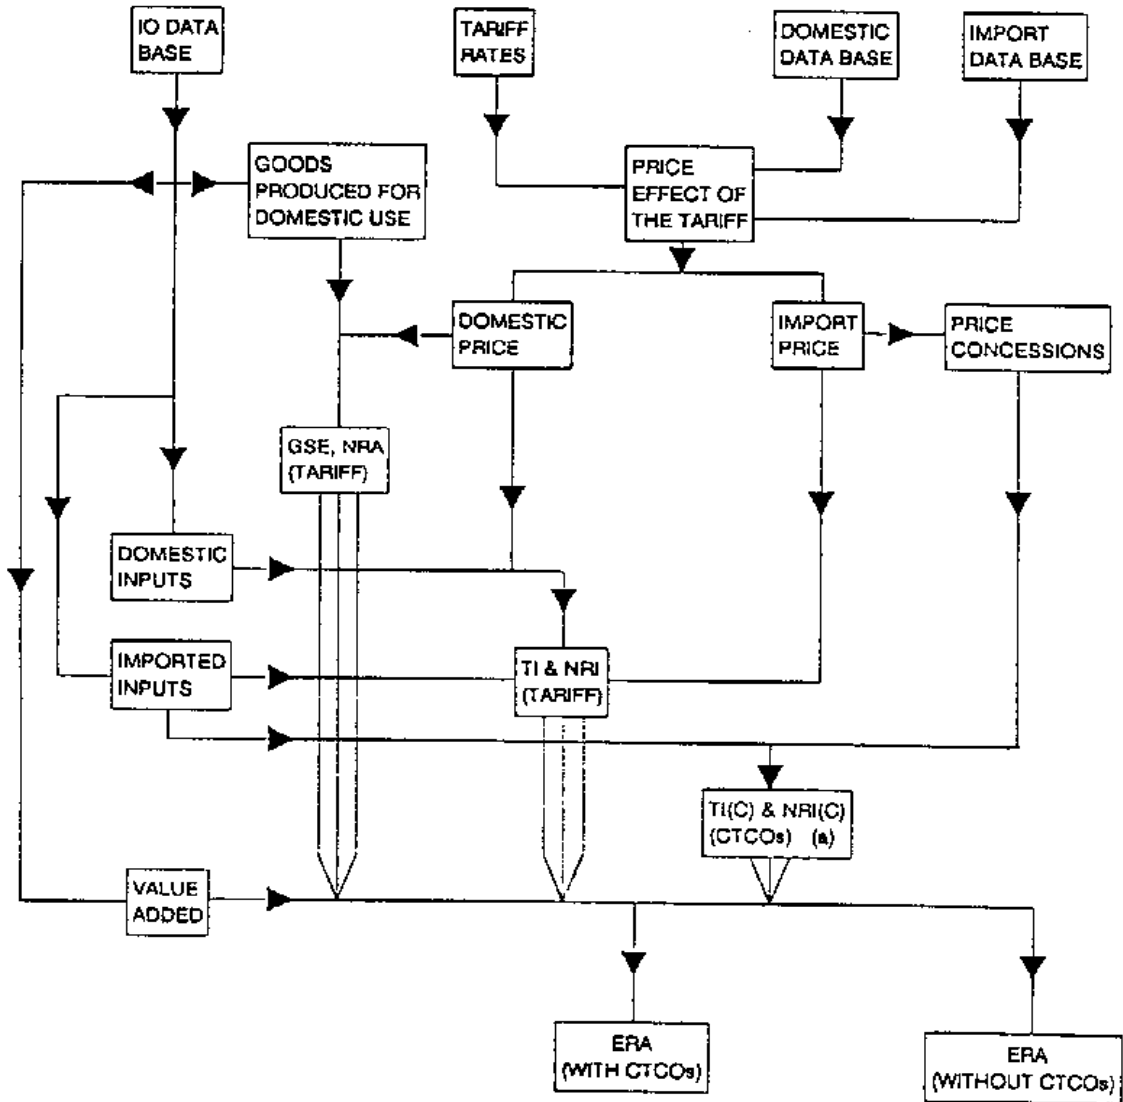 IO DATA
BASE
TARIFF
RATES
DOMESTIC
DATA BASE
IMPORT
DATA BASE
GOODS
PRODUCED FOR
DOMESTIC USE
PRICE
EFFECT OF
THE TARIFF
DOMESTIC
PRICE
IMPORT
PRICE
PRICE
CONCESSIONS
GSE, NRA
(TARIFF)
DOMESTIC
INPUTS
IMPORTED
INPUTS
TI & NRI
(TARIFF)
TI(C) & NRI(C)
(CTCOs) (a)
VALUE
ADDED
ERA
(WITH CTCOs)
ERA
(WITHOUT CTCOs)